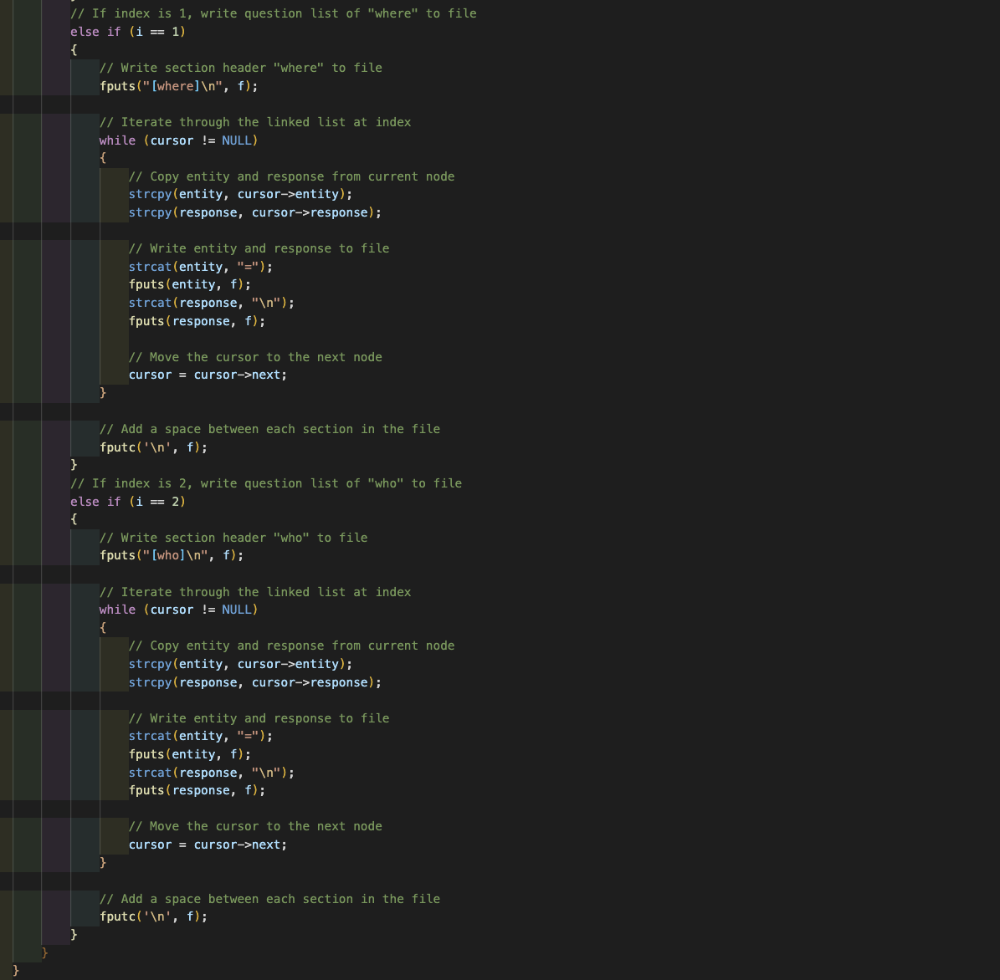 // If index is 1, write question list of "where" to file
else if (i == 1)
{
// Write section header "where" to file
fputs("[where]\n", f);
// Iterate through the linked list at index
while (cursor != NULL)
{
// Copy entity and response from current node
strcpy(entity, cursor->entity);
strcpy(response, cursor->response);
// Write entity and response to file
strcat(entity, "=");
fputs(entity, f);
strcat(response, "\n");
fputs(response, f);
// Move the cursor to the next node
cursor = cursor->next;
}
// Add a space between each section in the file
fputc('\n', f);
}
// If index is 2, write question list of "who" to file
else if (i == 2)
{
// Write section header "who" to file
fputs("[who]\n", f);
// Iterate through the linked list at index
while (cursor != NULL)
{
// Copy entity and response from current node
strcpy(entity, cursor->entity);
strcpy(response, cursor->response);
// Write entity and response to file
strcat(entity, "=");
fputs(entity, f);
strcat(response, "\n");
fputs(response, f);
// Move the cursor to the next node
cursor = cursor->next;
}
// Add a space between each section in the file
fputc('\n', f);
}
}
}